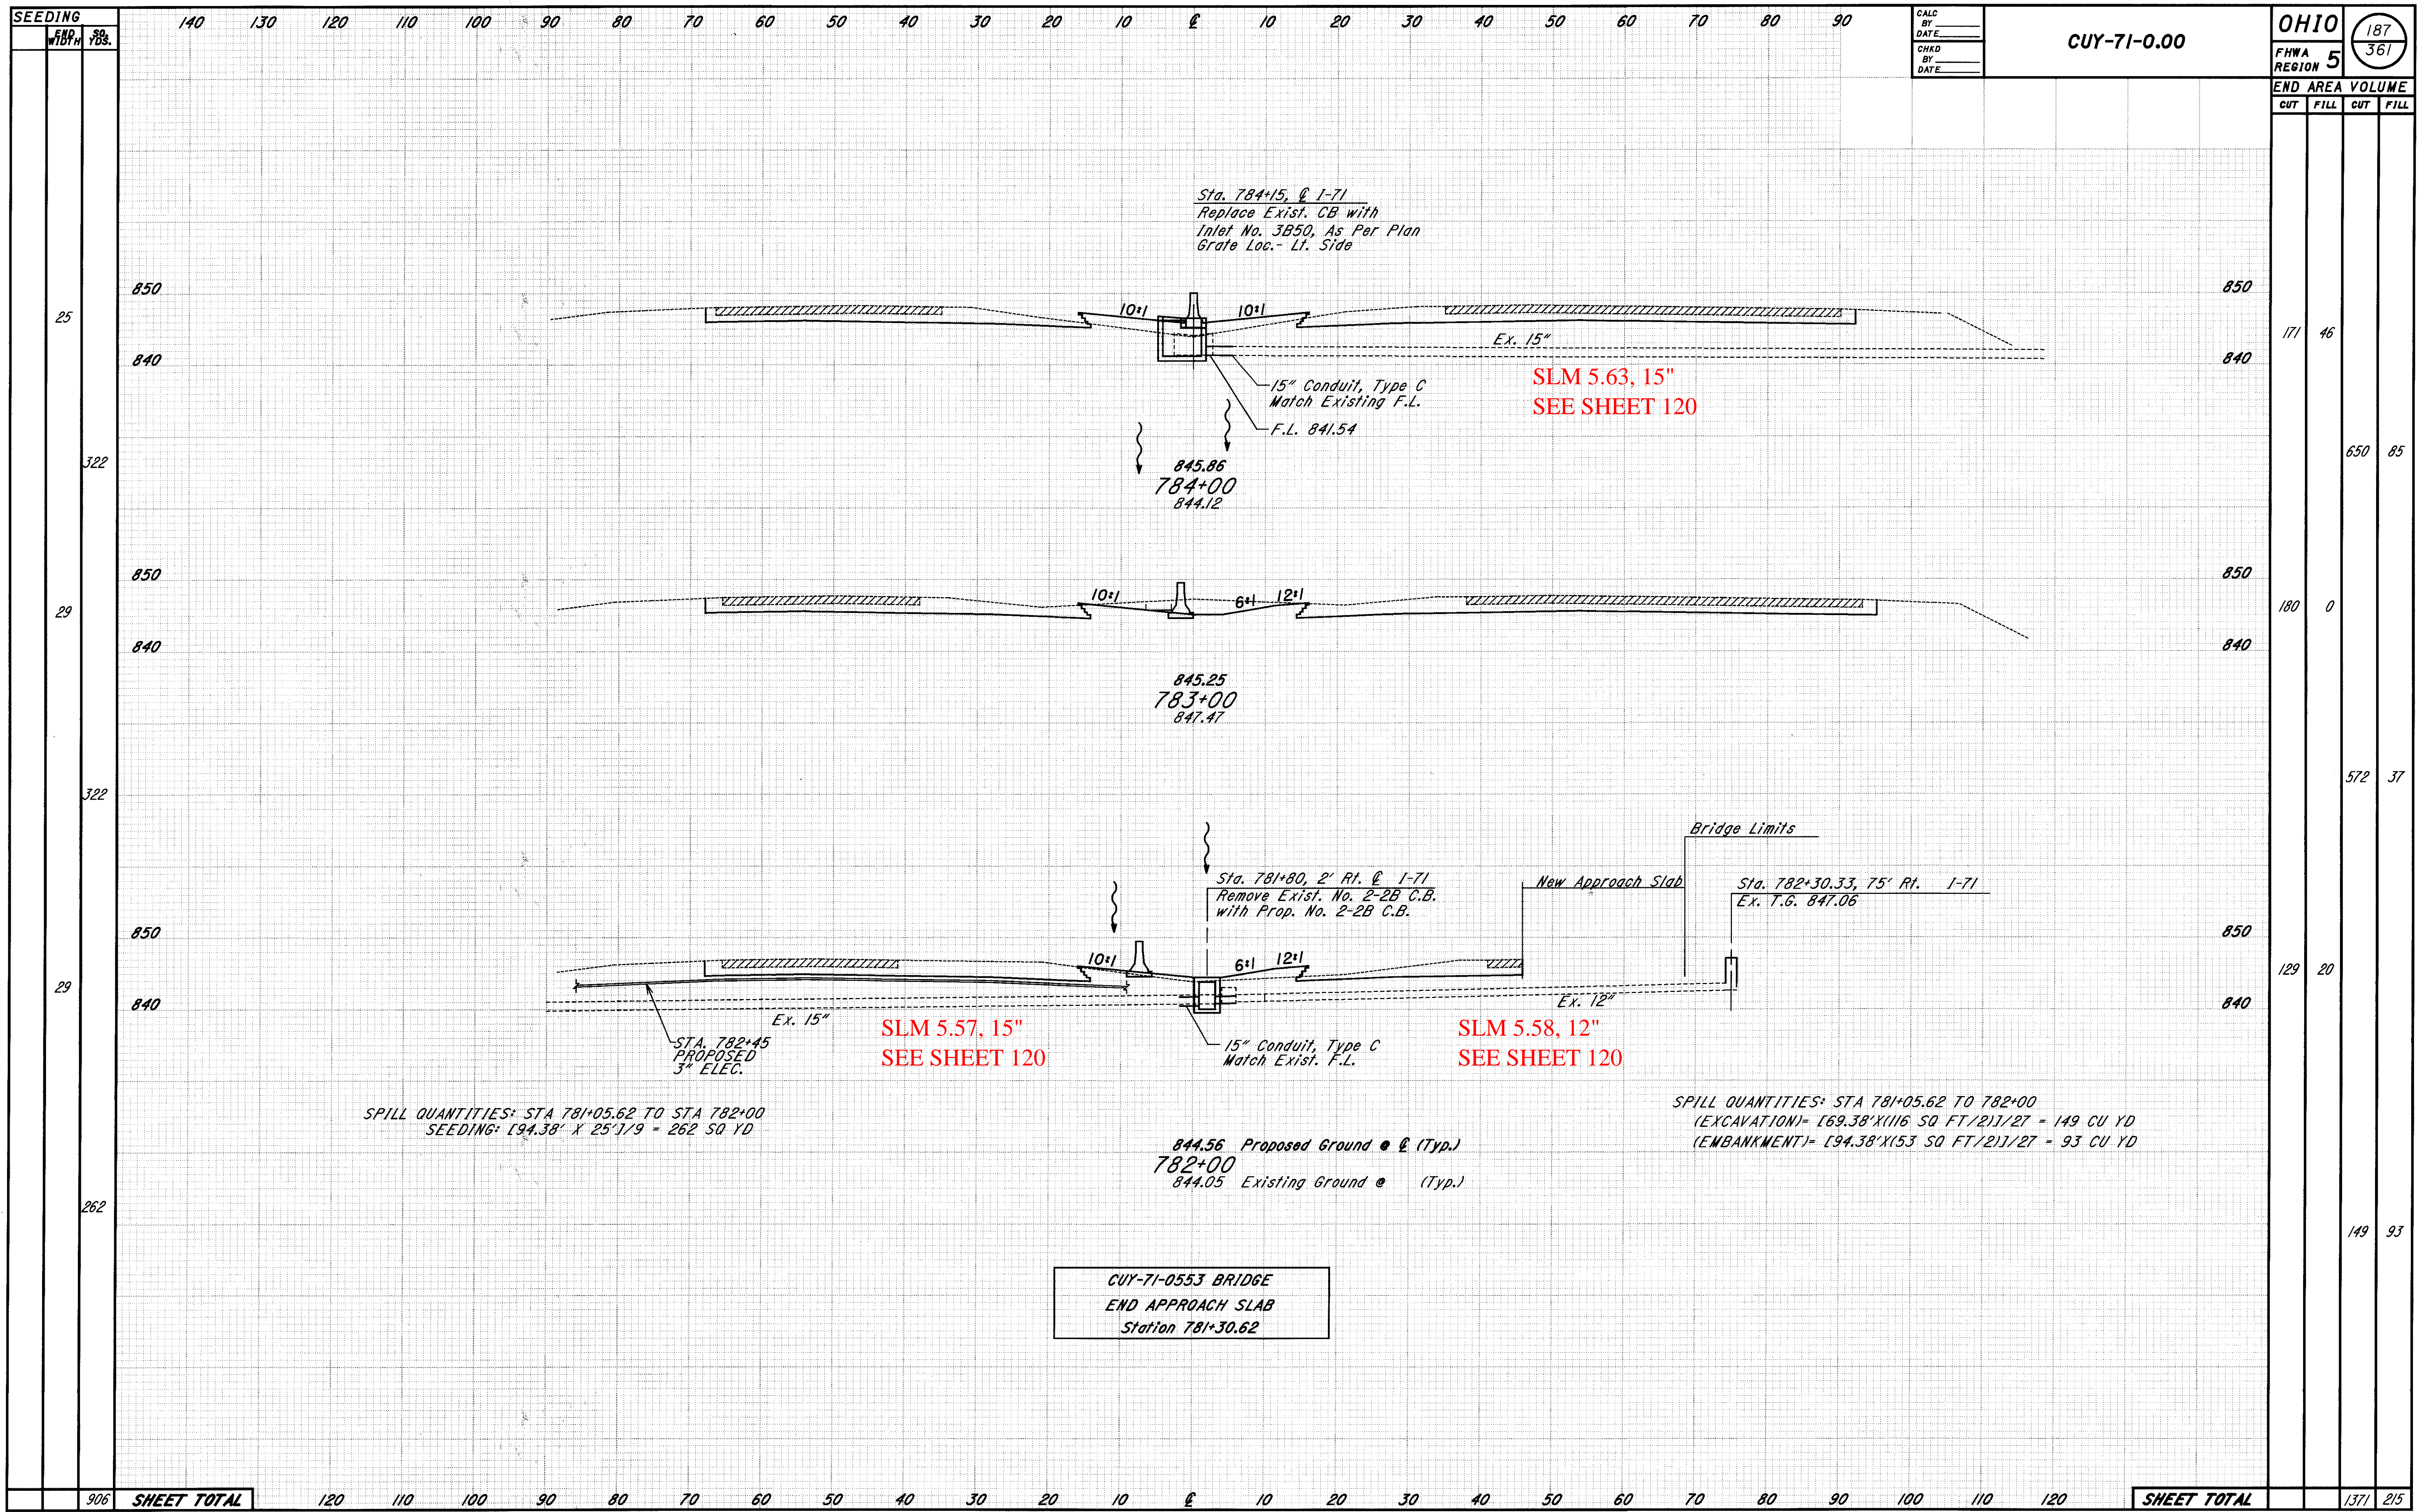 SEEDING
END WIDTH
SQ. YDS.
140 130 120 110 100 90 80 70 60 50 40 30 20 10 ℄ 10 20 30 40 50 60 70 80 90
CALC
BY
DATE
CHKD
BY
DATE
CUY-71-0.00
OHIO
FHWA
REGION 5
187
361
END AREA VOLUME
CUT FILL CUT FILL
Sta. 784+15, ℄ I-71
Replace Exist. CB with
Inlet No. 3B50, As Per Plan
Grate Loc.- Lt. Side
850 850
25
10:1 10:1
171 46
Ex. 15"
840 840
SLM 5.63, 15"
SEE SHEET 120
15" Conduit, Type C
Match Existing F.L.
F.L. 841.54
322
650 85
845.86
784+00
844.12
850 850
10:1 6:1 12:1
29
180 0
840 840
845.25
783+00
847.47
322
572 37
Bridge Limits
Sta. 781+80, 2' Rt. ℄ I-71
Remove Exist. No. 2-2B C.B.
with Prop. No. 2-2B C.B.
New Approach Slab
Sta. 782+30.33, 75' Rt. I-71
Ex. T.G. 847.06
850 850
10:1 6:1 12:1
29
129 20
840 840
Ex. 15"
Ex. 12"
SLM 5.57, 15"
SEE SHEET 120
SLM 5.58, 12"
SEE SHEET 120
STA. 782+45
PROPOSED
3" ELEC.
15" Conduit, Type C
Match Exist. F.L.
SPILL QUANTITIES: STA 781+05.62 TO STA 782+00
SEEDING: [94.38' X 25']/9 = 262 SQ YD
SPILL QUANTITIES: STA 781+05.62 TO 782+00
(EXCAVATION)= [69.38'X(116 SQ FT/2)]/27 = 149 CU YD
(EMBANKMENT)= [94.38'X(53 SQ FT/2)]/27 = 93 CU YD
844.56 Proposed Ground @ ℄ (Typ.)
782+00
844.05 Existing Ground @ (Typ.)
262
149 93
CUY-71-0553 BRIDGE
END APPROACH SLAB
Station 781+30.62
906 SHEET TOTAL
120 110 100 90 80 70 60 50 40 30 20 10 ℄ 10 20 30 40 50 60 70 80 90 100 110 120
SHEET TOTAL 1371 215